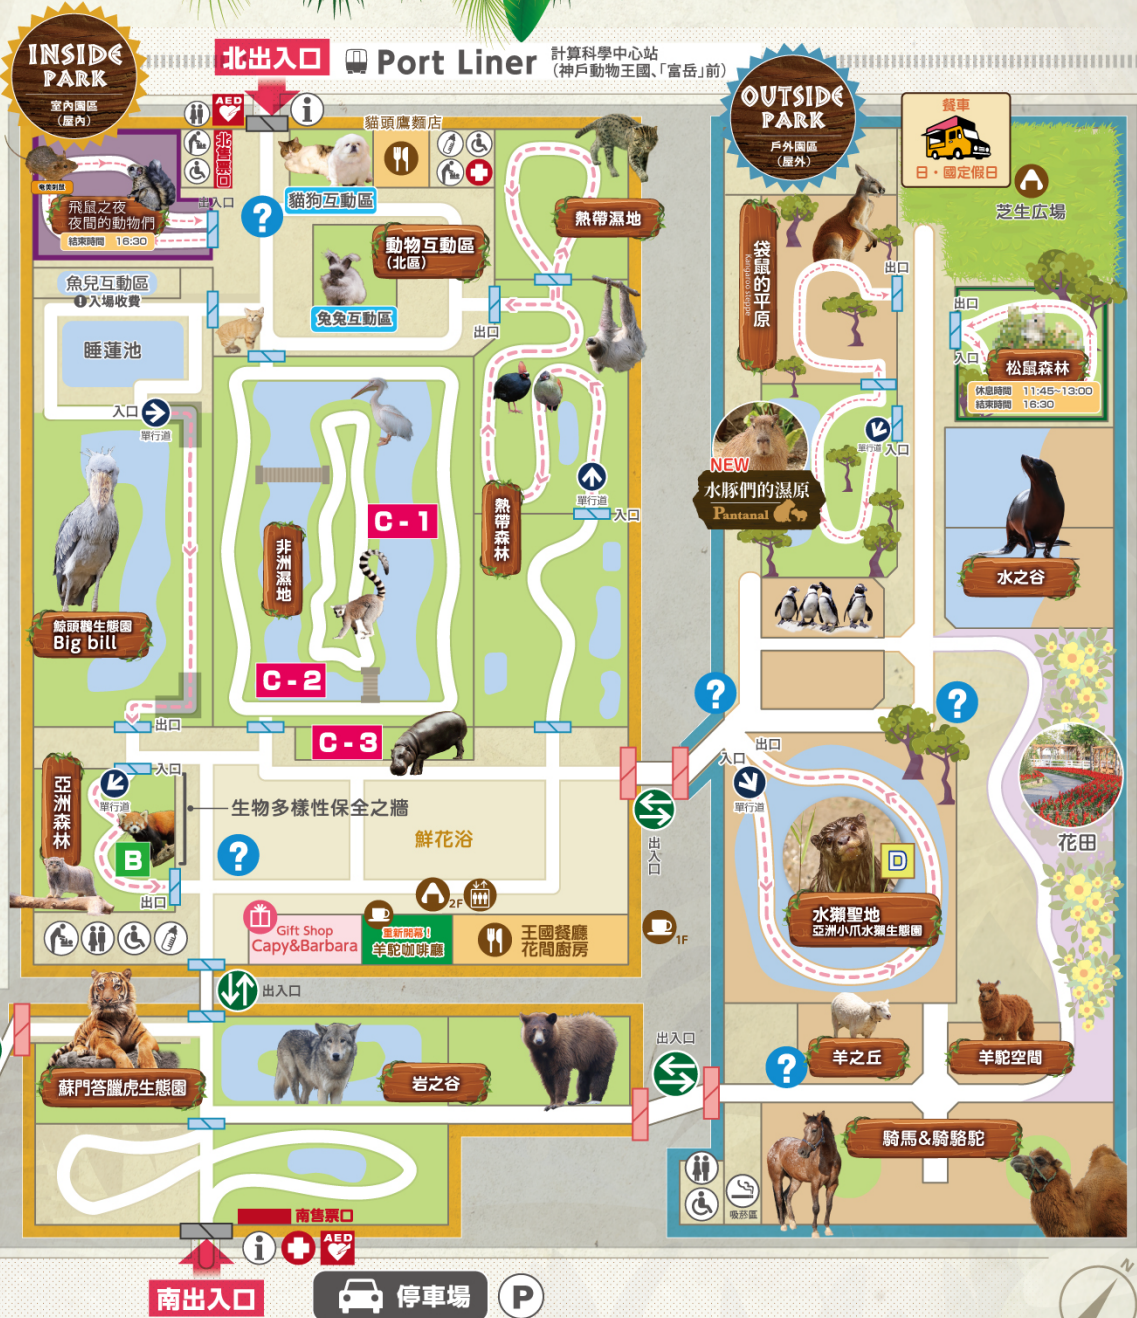 INSIDE
PARK
室內園區
(屋內)
北出入口
Port Liner
計算科學中心站
(神戶動物王國、「富岳」前)
OUTSIDE
PARK
戶外園區
(屋外)
餐車
日・國定假日
芝生広場
AED
i
北售票口
貓頭鷹麵店
貓狗互動區
飛鼠之夜
夜間的動物們
結束時間 16:30
出入口
?
動物互動區
(北區)
兔兔互動區
熱帶濕地
出口
魚兒互動區
!入場收費
睡蓮池
入口
單行道
袋鼠的平原
Kangaroo steppe
出口
出口
入口
松鼠森林
休息時間 11:45~13:00
結束時間 16:30
單行道
入口
NEW
水豚們的濕原
Pantanal
C-1
非洲濕地
熱帶森林
單行道
入口
鯨頭鸛生態園
Big bill
水之谷
C-2
C-3
出口
?
?
入口
出口
單行道
亞洲森林
入口
單行道
B
出口
生物多樣性保全之牆
?
鮮花浴
出入口
花田
D
水獺聖地
亞洲小爪水獺生態園
2F
Gift Shop
Capy&Barbara
重新開幕!
羊駝咖啡廳
王國餐廳
花間廚房
1F
出入口
蘇門答臘虎生態園
岩之谷
出入口
?
羊之丘
羊駝空間
騎馬&騎駱駝
吸菸區
南售票口
i
AED
南出入口
停車場
P
N